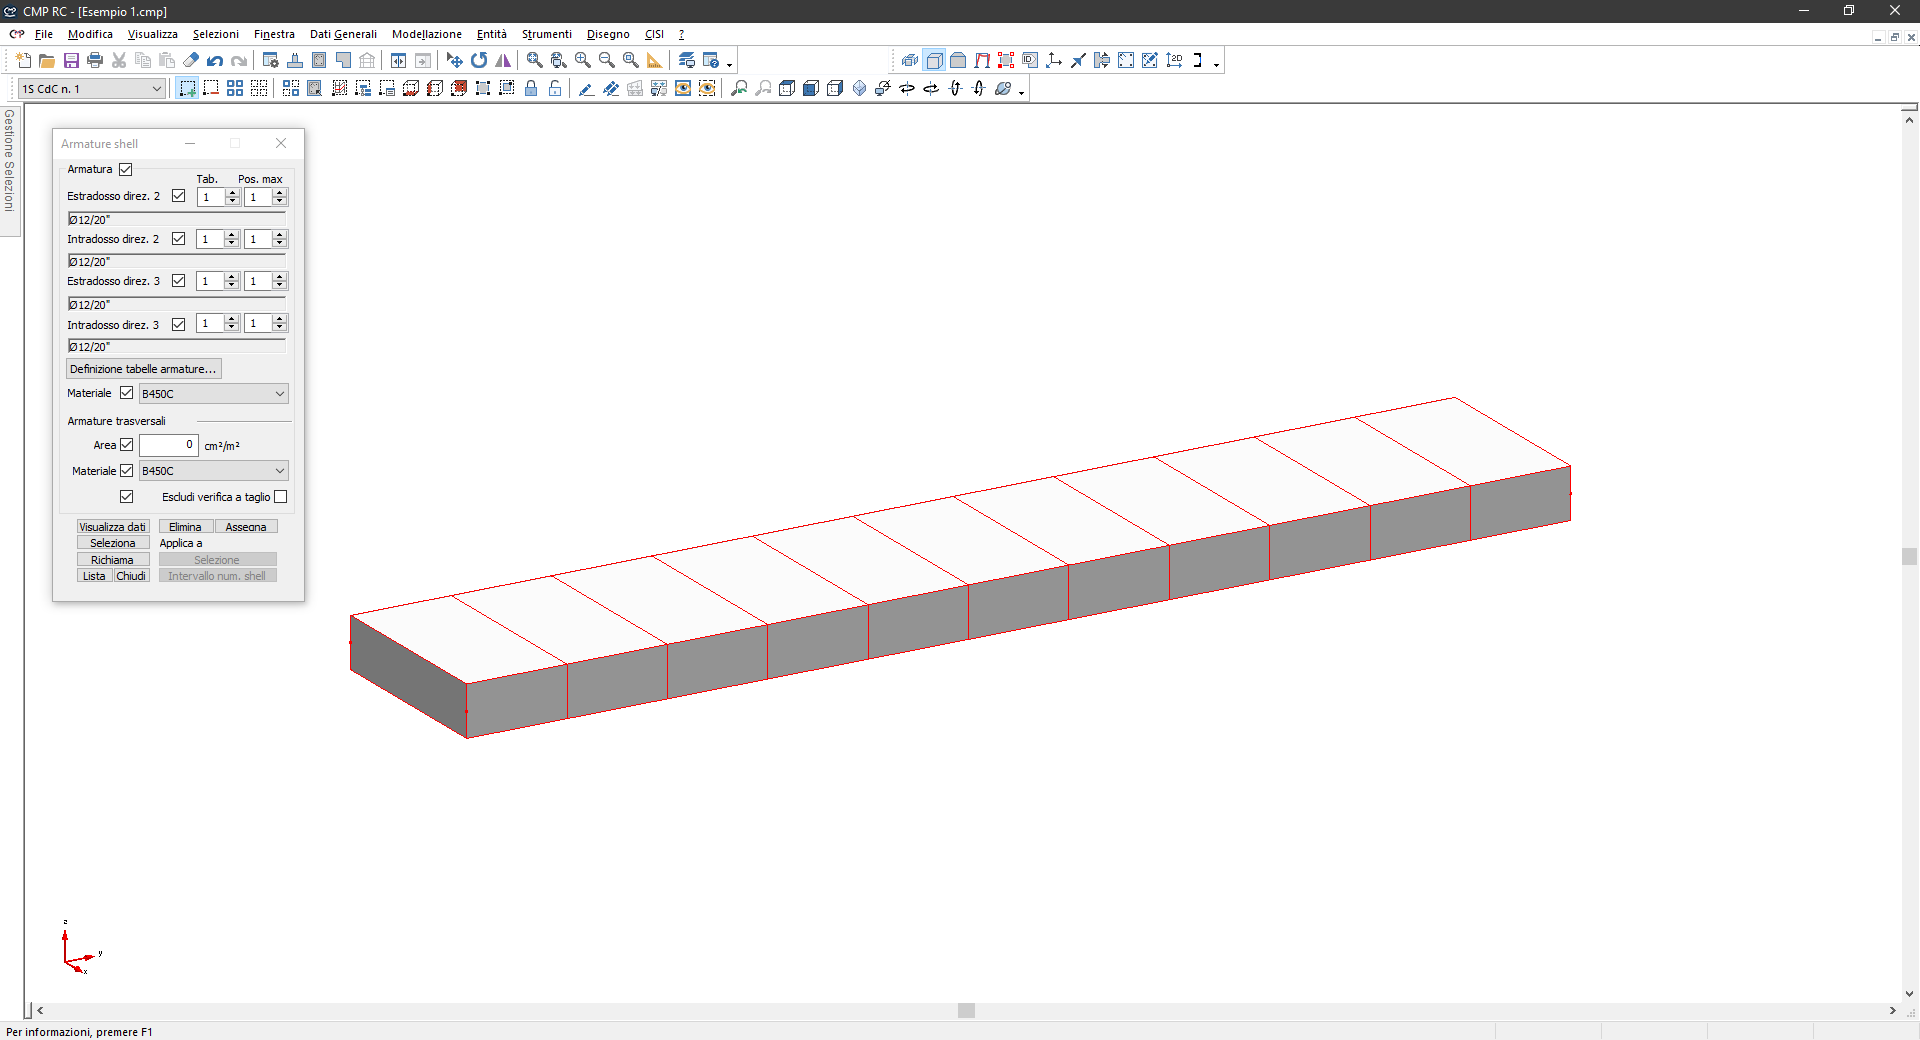 CMP RC - [Esempio 1.cmp]
File Modifica Visualizza Selezioni Finestra Dati Generali Modellazione Entità Strumenti Disegno CISI ?
1S CdC n. 1
Gestione Selezioni
Armature shell
Armatura
Tab. Pos. max
Estradosso direz. 2 1 1
Ø12/20"
Intradosso direz. 2 1 1
Ø12/20"
Estradosso direz. 3 1 1
Ø12/20"
Intradosso direz. 3 1 1
Ø12/20"
Definizione tabelle armature...
Materiale B450C
Armature trasversali
Area 0 cm²/m²
Materiale B450C
Escludi verifica a taglio
Visualizza dati Elimina Assegna
Seleziona Applica a
Richiama Selezione
Lista Chiudi Intervallo num. shell
z
y
x
Per informazioni, premere F1